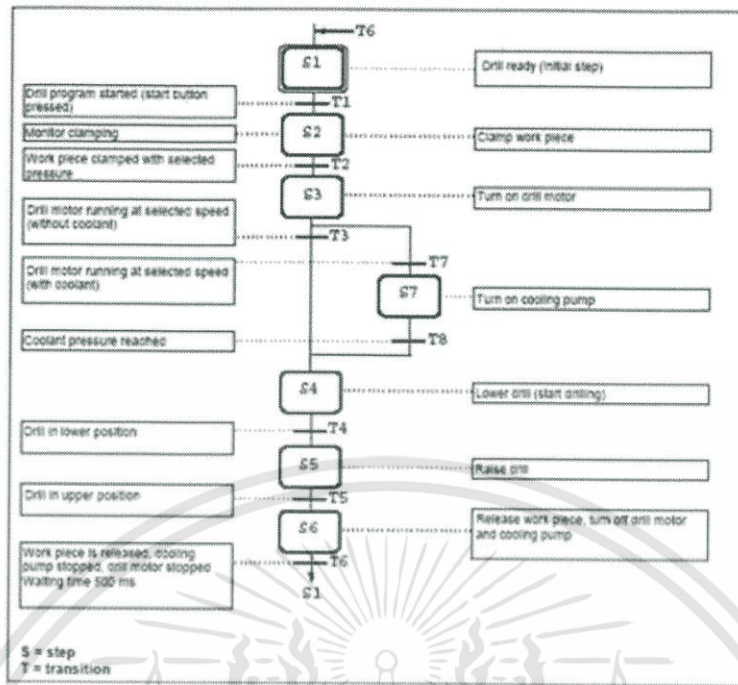 T6
S1
Drill ready (initial step)
Drill program started (start button
pressed)
T1
Monitor clamping
S2
Clamp work piece
Work piece clamped with selected
pressure
T2
S3
Turn on drill motor
Drill motor running at selected speed
(without coolant)
T3
Drill motor running at selected speed
(with coolant)
T7
S7
Turn on cooling pump
Coolant pressure reached
T8
S4
Lower drill (start drilling)
Drill in lower position
T4
S5
Raise drill
Drill in upper position
T5
S6
Release work piece, turn off drill motor
and cooling pump
Work piece is released, cooling
pump stopped, drill motor stopped
Waiting time 500 ms
T6
S1
S = step
T = transition